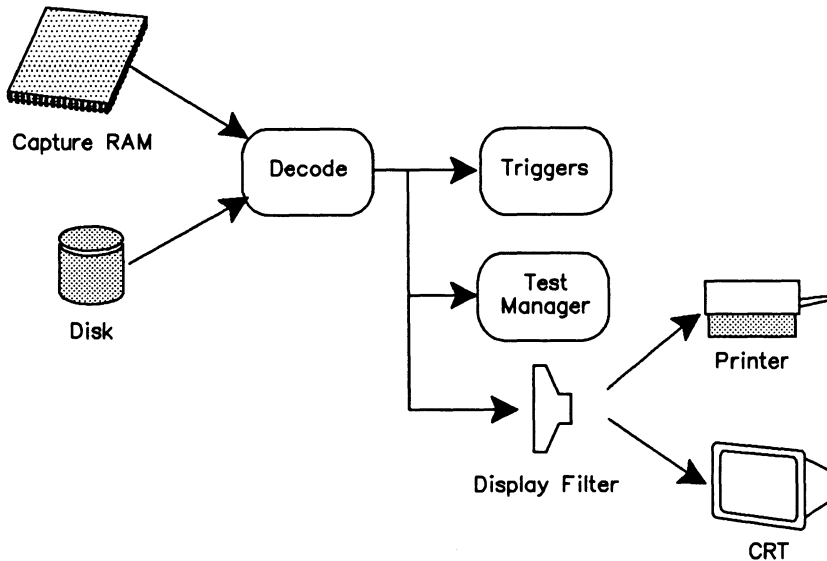 Capture RAM
Decode
Triggers
Disk
Test
Manager
Printer
Display Filter
CRT